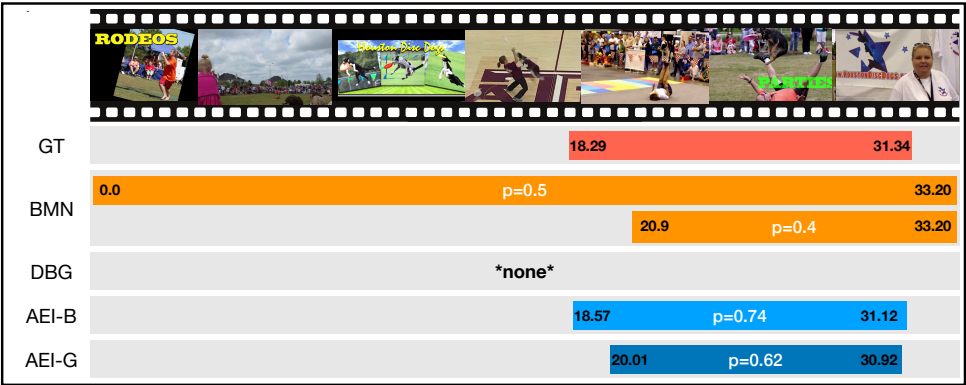 RODEOS
Houston Disc Dogs
PARTIES
WWW.HOUSTONDISCDOGS.
GT
18.29 31.34
BMN
0.0 p=0.5 33.20
20.9 p=0.4 33.20
DBG
*none*
AEI-B
18.57 p=0.74 31.12
AEI-G
20.01 p=0.62 30.92